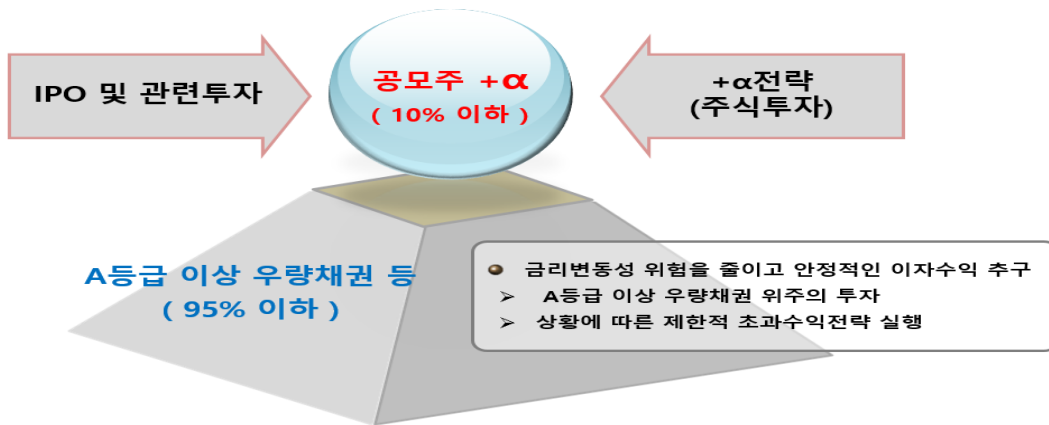 IPO 및 관련투자
공모주 +α
( 10% 이하 )
+α전략
(주식투자)
A등급 이상 우량채권 등
( 95% 이하 )
금리변동성 위험을 줄이고 안정적인 이자수익 추구
➢ A등급 이상 우량채권 위주의 투자
➢ 상황에 따른 제한적 초과수익전략 실행